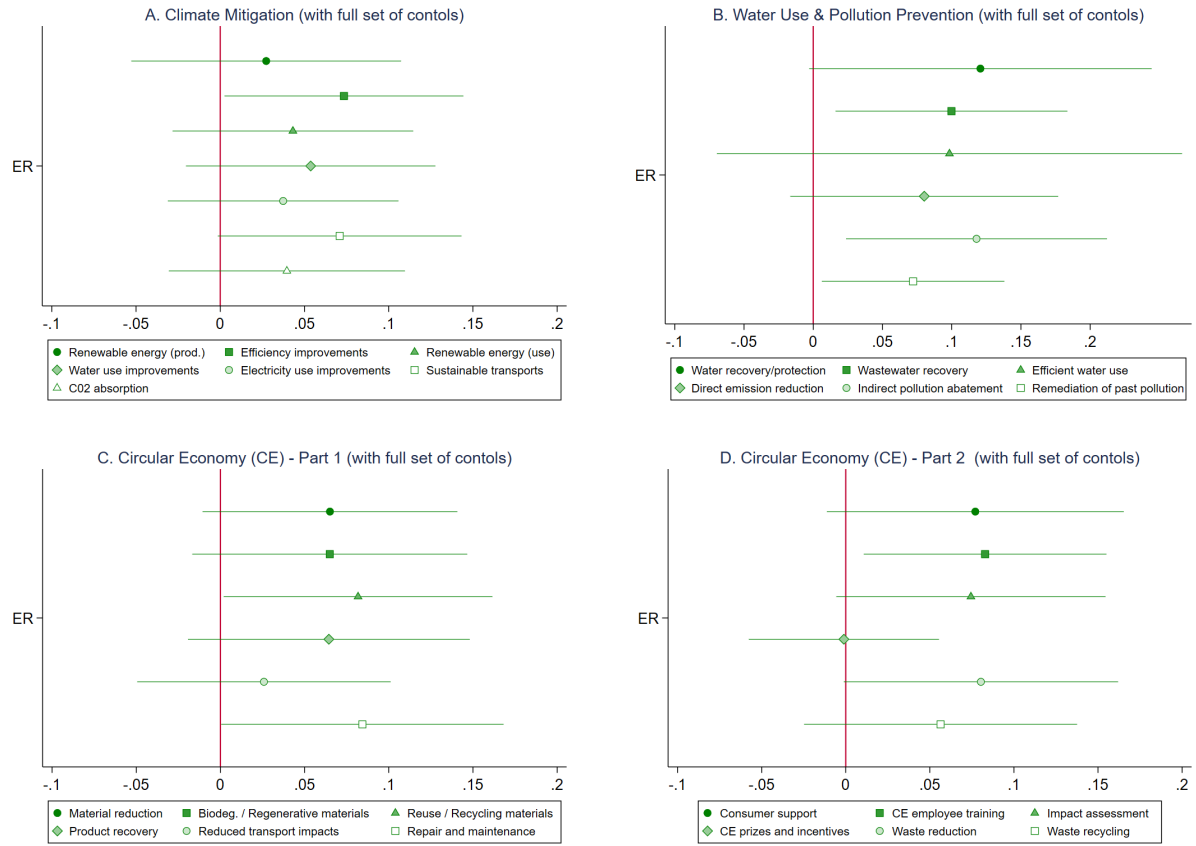 A. Climate Mitigation (with full set of contols)
ER
-.1 -.05 0 .05 .1 .15 .2
Renewable energy (prod.) Efficiency improvements Renewable energy (use)
Water use improvements Electricity use improvements Sustainable transports
C02 absorption
B. Water Use & Pollution Prevention (with full set of contols)
ER
-.1 -.05 0 .05 .1 .15 .2
Water recovery/protection Wastewater recovery Efficient water use
Direct emission reduction Indirect pollution abatement Remediation of past pollution
C. Circular Economy (CE) - Part 1 (with full set of contols)
ER
-.1 -.05 0 .05 .1 .15 .2
Material reduction Biodeg. / Regenerative materials Reuse / Recycling materials
Product recovery Reduced transport impacts Repair and maintenance
D. Circular Economy (CE) - Part 2 (with full set of contols)
ER
-.1 -.05 0 .05 .1 .15 .2
Consumer support CE employee training Impact assessment
CE prizes and incentives Waste reduction Waste recycling